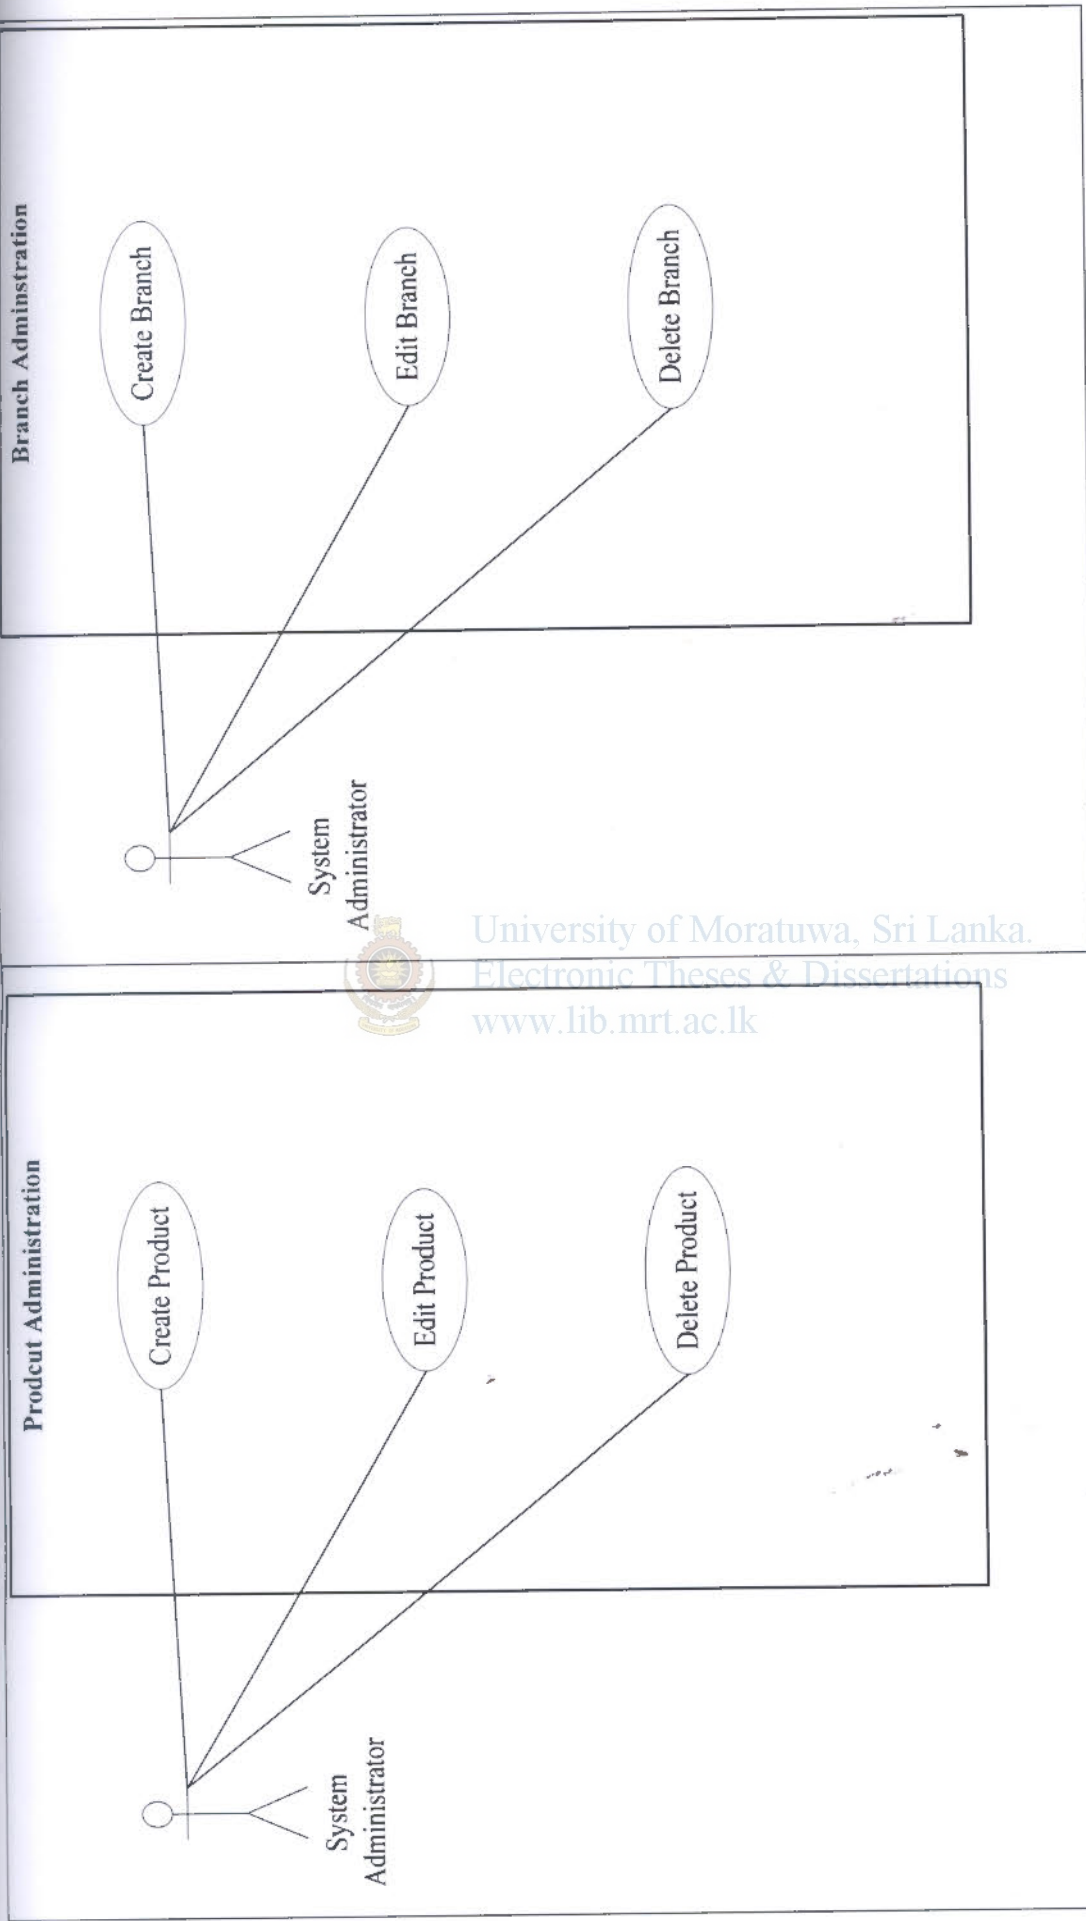 Prodcut Administration
Create Product
Edit Product
Delete Product
System
Administrator
Branch Adminstration
Create Branch
Edit Branch
Delete Branch
System
Administrator
University of Moratuwa, Sri Lanka.
Electronic Theses & Dissertations
www.lib.mrt.ac.lk